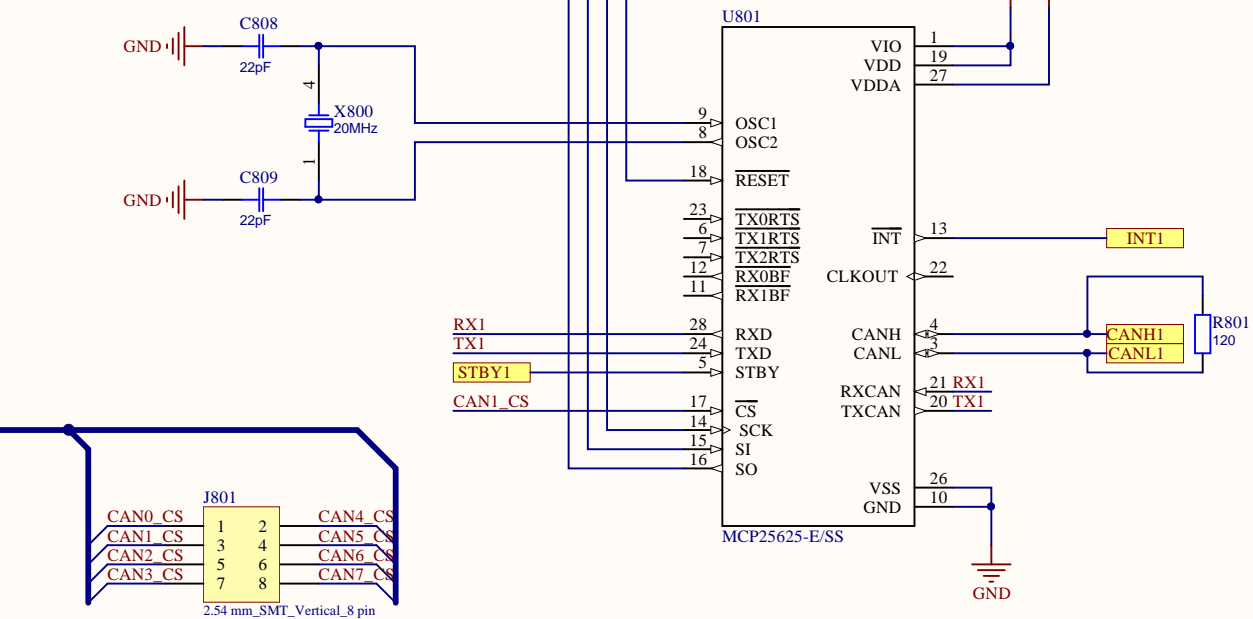 C808
GND
22pF
4
X800
20MHz
1
C809
GND
22pF
U801
VIO 1
VDD 19
VDDA 27
9 OSC1
8 OSC2
18 RESET
23 TX0RTS
6 TX1RTS
7 TX2RTS
12 RX0BF
11 RX1BF
INT 13 INT1
CLKOUT 22
RX1 28 RXD
TX1 24 TXD
STBY1 5 STBY
CANH 4 CANH1
CANL 3 CANL1
R801
120
RXCAN 21 RX1
TXCAN 20 TX1
CAN1_CS 17 CS
14 SCK
15 SI
16 SO
VSS 26
GND 10
MCP25625-E/SS
GND
J801
CAN0_CS 1 2 CAN4_CS
CAN1_CS 3 4 CAN5_CS
CAN2_CS 5 6 CAN6_CS
CAN3_CS 7 8 CAN7_CS
2.54 mm_SMT_Vertical_8 pin